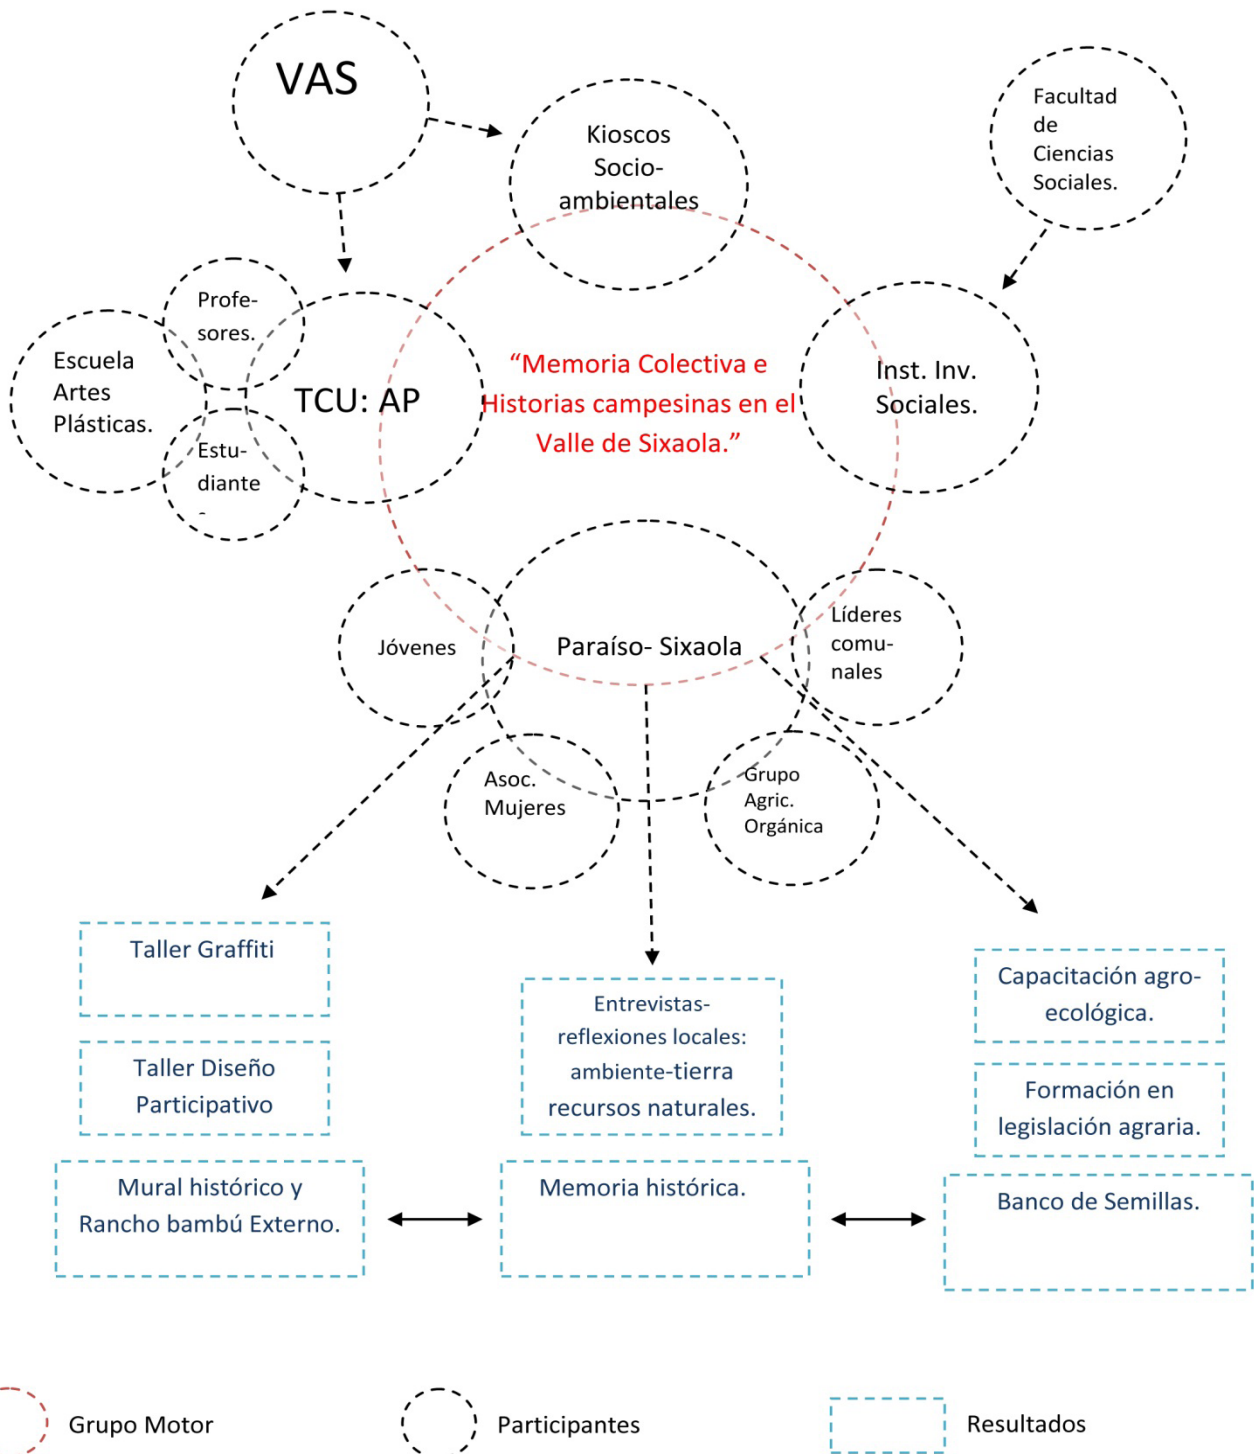 VAS
Kioscos
Socio-
ambientales
Facultad
de
Ciencias
Sociales.
Profe-
sores.
Escuela
Artes
Plásticas.
TCU: AP
Estu-
diante
“Memoria Colectiva e
Historias campesinas en el
Valle de Sixaola.”
Inst. Inv.
Sociales.
Jóvenes
Paraíso- Sixaola
Líderes
comu-
nales
Asoc.
Mujeres
Grupo
Agric.
Orgánica
Taller Graffiti
Taller Diseño
Participativo
Mural histórico y
Rancho bambú Externo.
Entrevistas-
reflexiones locales:
ambiente-tierra
recursos naturales.
Memoria histórica.
Capacitación agro-
ecológica.
Formación en
legislación agraria.
Banco de Semillas.
Grupo Motor
Participantes
Resultados